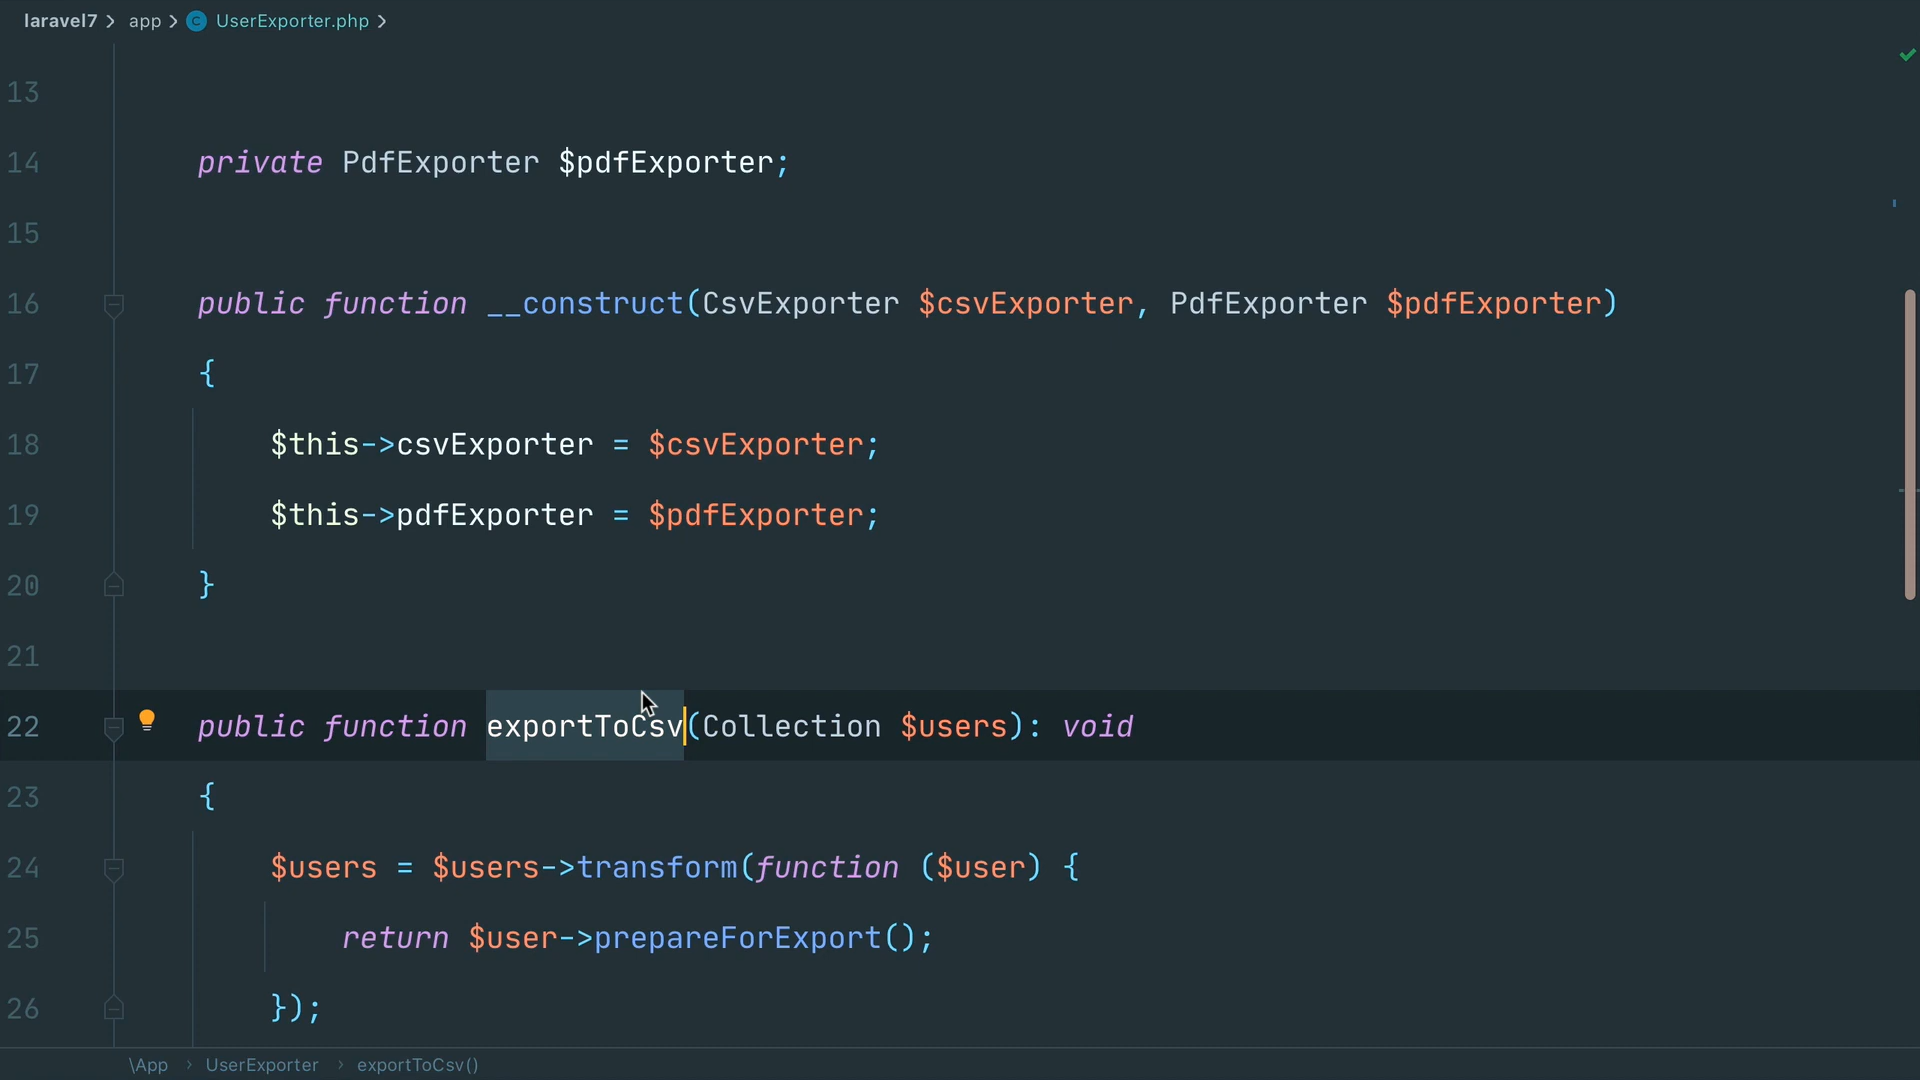 laravel7 > app > C UserExporter.php >
13
14 private PdfExporter $pdfExporter;
15
16 public function __construct(CsvExporter $csvExporter, PdfExporter $pdfExporter)
17 {
18 $this->csvExporter = $csvExporter;
19 $this->pdfExporter = $pdfExporter;
20 }
21
22 public function exportToCsv(Collection $users): void
23 {
24 $users = $users->transform(function ($user) {
25 return $user->prepareForExport();
26 });
\App > UserExporter > exportToCsv()